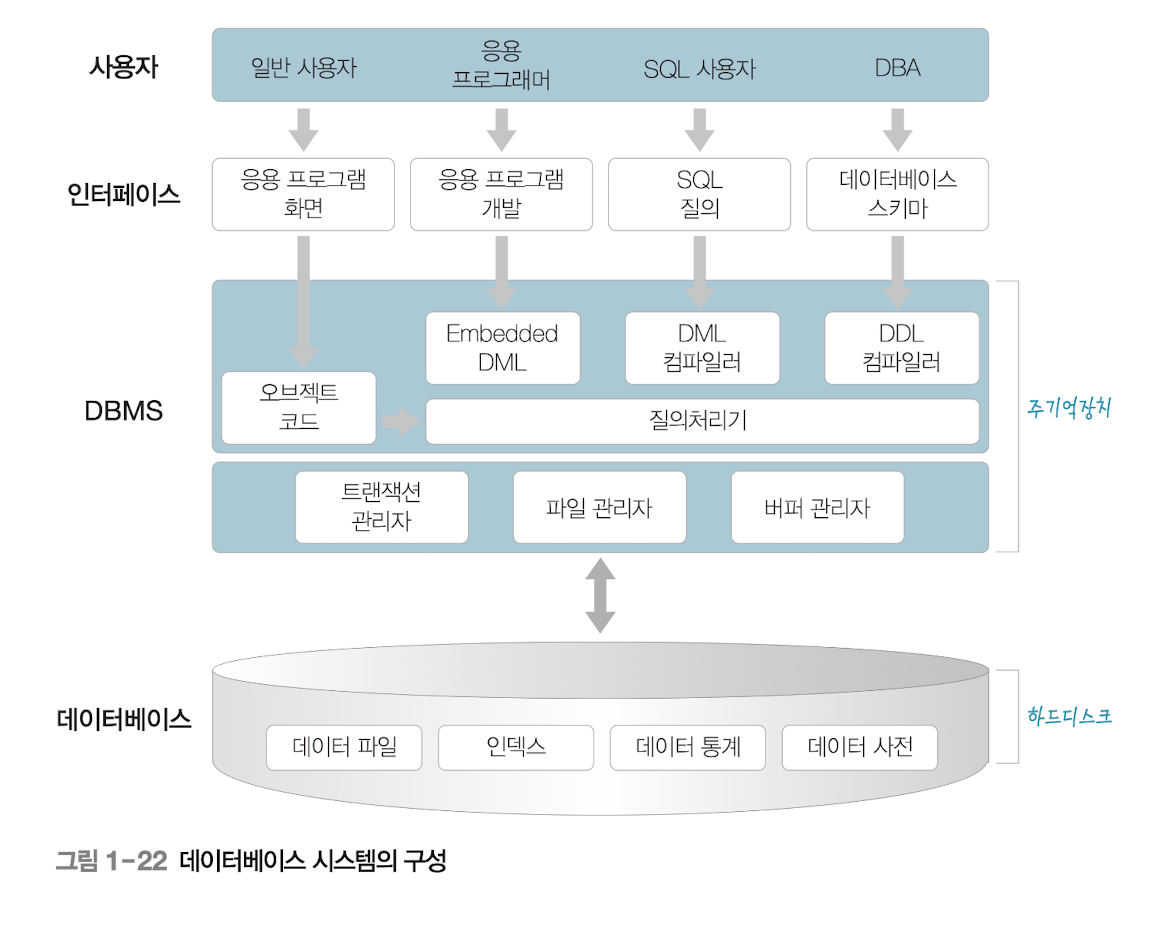 사용자
일반 사용자
응용
프로그래머
SQL 사용자
DBA
인터페이스
응용 프로그램
화면
응용 프로그램
개발
SQL
질의
데이터베이스
스키마
DBMS
Embedded
DML
DML
컴파일러
DDL
컴파일러
오브젝트
코드
질의처리기
주기억장치
트랜잭션
관리자
파일 관리자
버퍼 관리자
데이터베이스
데이터 파일
인덱스
데이터 통계
데이터 사전
하드디스크
그림 1-22 데이터베이스 시스템의 구성